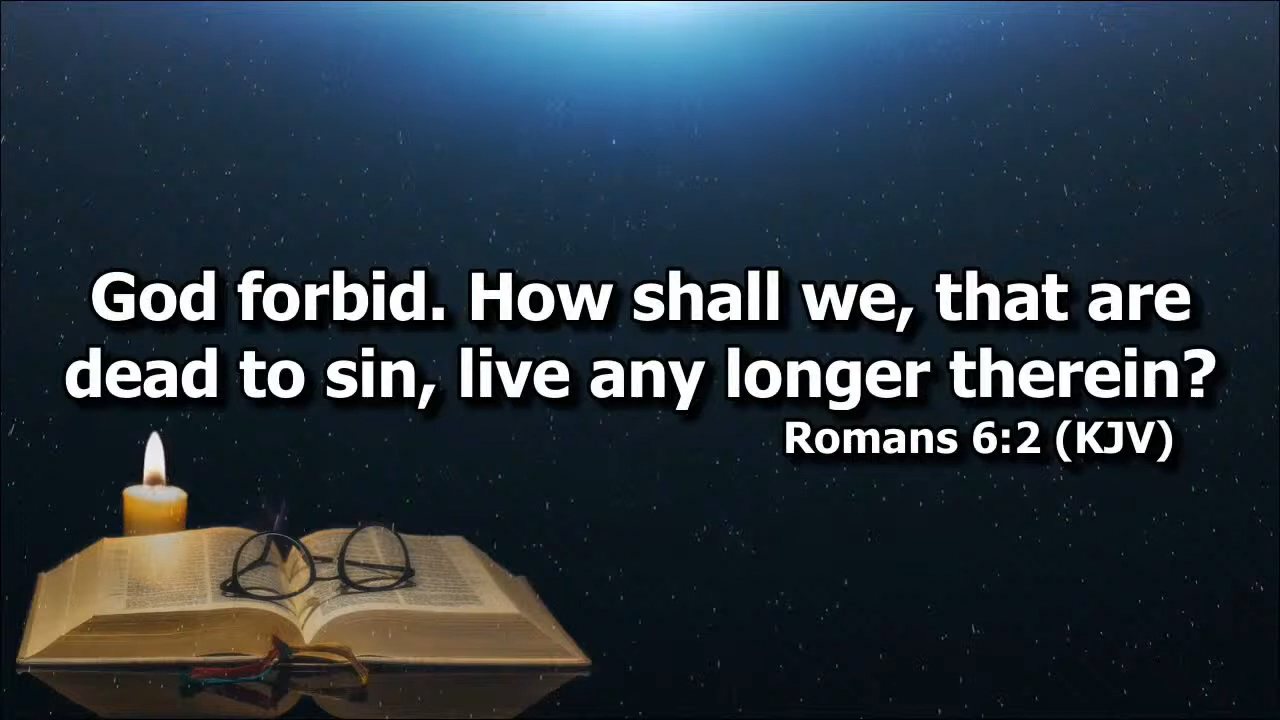 God forbid. How shall we, that are
dead to sin, live any longer therein?
Romans 6:2 (KJV)